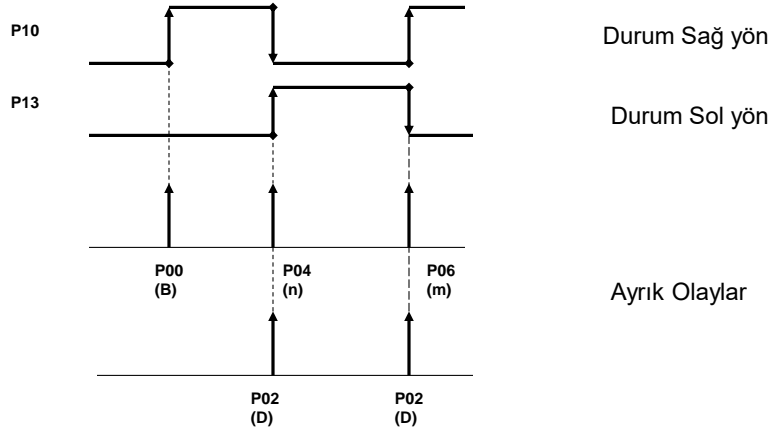 P10
Durum Sağ yön
P13
Durum Sol yön
P00
(B)
P04
(n)
P06
(m)
Ayrık Olaylar
P02
(D)
P02
(D)